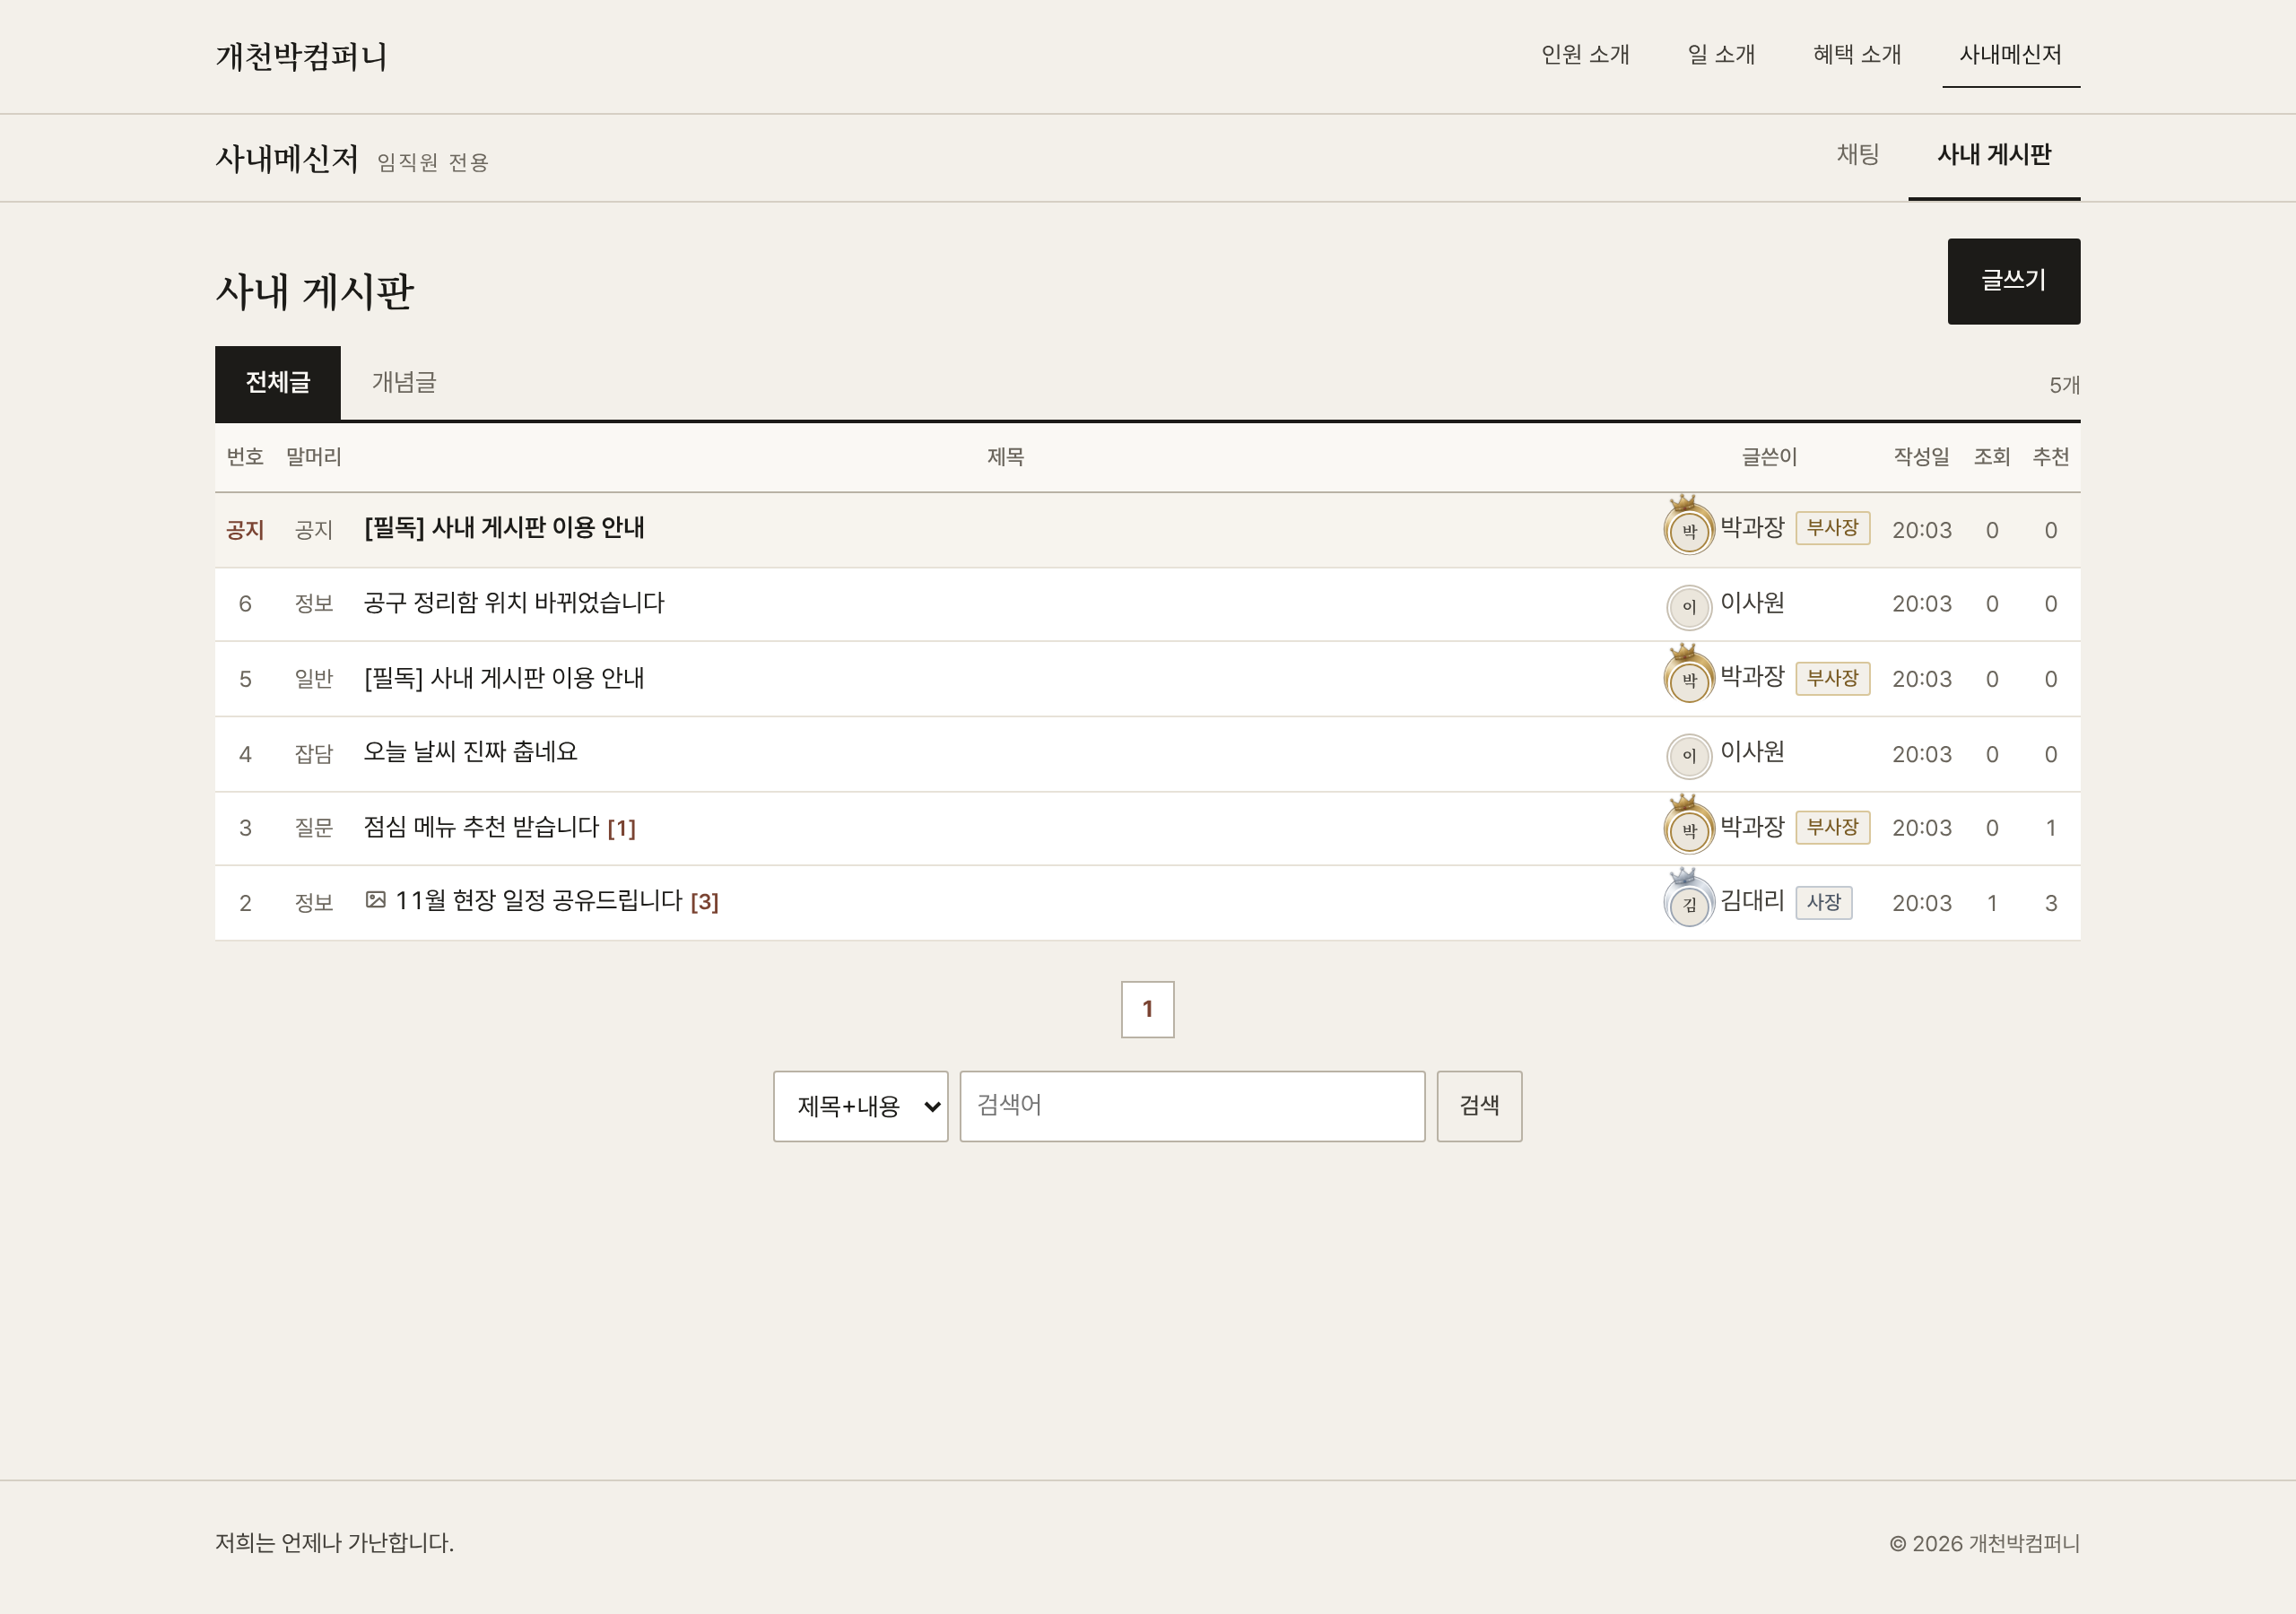 개천박컴퍼니 인원 소개 일 소개 혜택 소개 사내메신저
사내메신저 임직원 전용 채팅 사내 게시판
사내 게시판 글쓰기
전체글 개념글 5개
번호 말머리 제목 글쓴이 작성일 조회 추천
공지 공지 [필독] 사내 게시판 이용 안내 박 박과장 부사장 20:03 0 0
6 정보 공구 정리함 위치 바뀌었습니다 이 이사원 20:03 0 0
5 일반 [필독] 사내 게시판 이용 안내 박 박과장 부사장 20:03 0 0
4 잡담 오늘 날씨 진짜 춥네요 이 이사원 20:03 0 0
3 질문 점심 메뉴 추천 받습니다 [1] 박 박과장 부사장 20:03 0 1
2 정보 11월 현장 일정 공유드립니다 [3] 김 김대리 사장 20:03 1 3
1
제목+내용 검색어 검색
저희는 언제나 가난합니다. © 2026 개천박컴퍼니